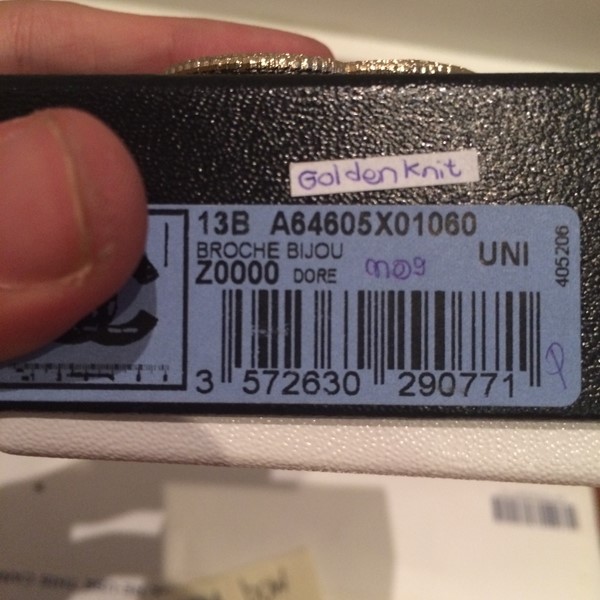 Golden Knit
13B A64605X01060
BROCHE BIJOU
UNI
Z0000 DORE
405206
3 572630 290771